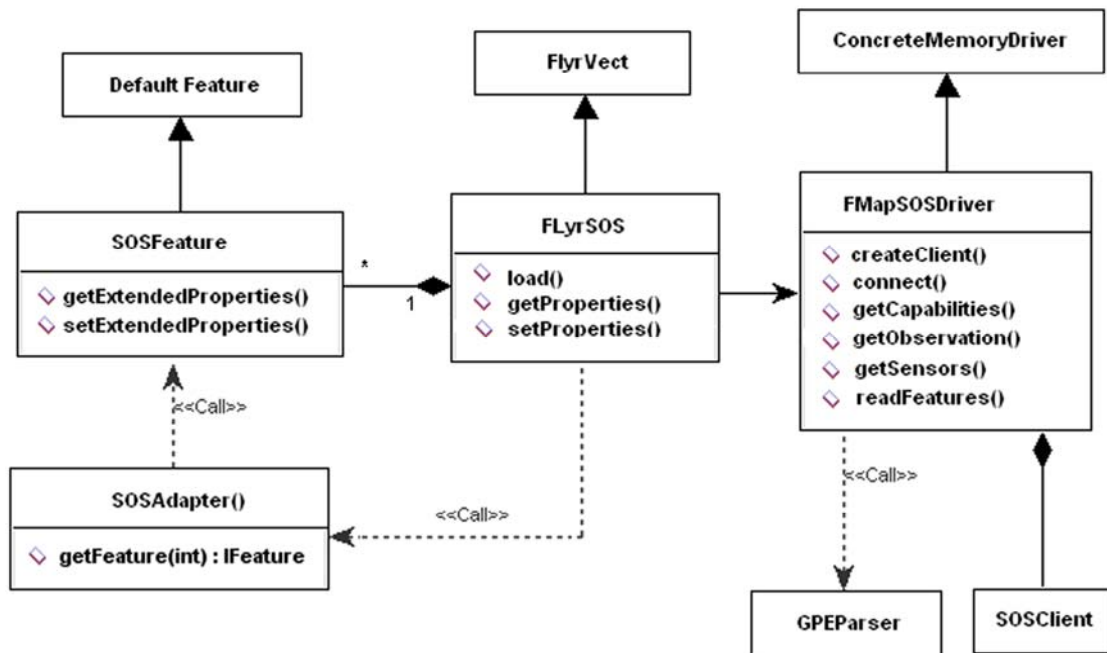 ConcreteMemoryDriver
FlyrVect
Default Feature
FMapSOSDriver
createClient()
connect()
getCapabilities()
getObservation()
getSensors()
readFeatures()
FLyrSOS
load()
getProperties()
setProperties()
SOSFeature
getExtendedProperties()
setExtendedProperties()
*
1
<<Call>>
<<Call>>
<<Call>>
SOSAdapter()
getFeature(int) : IFeature
GPEParser
SOSClient